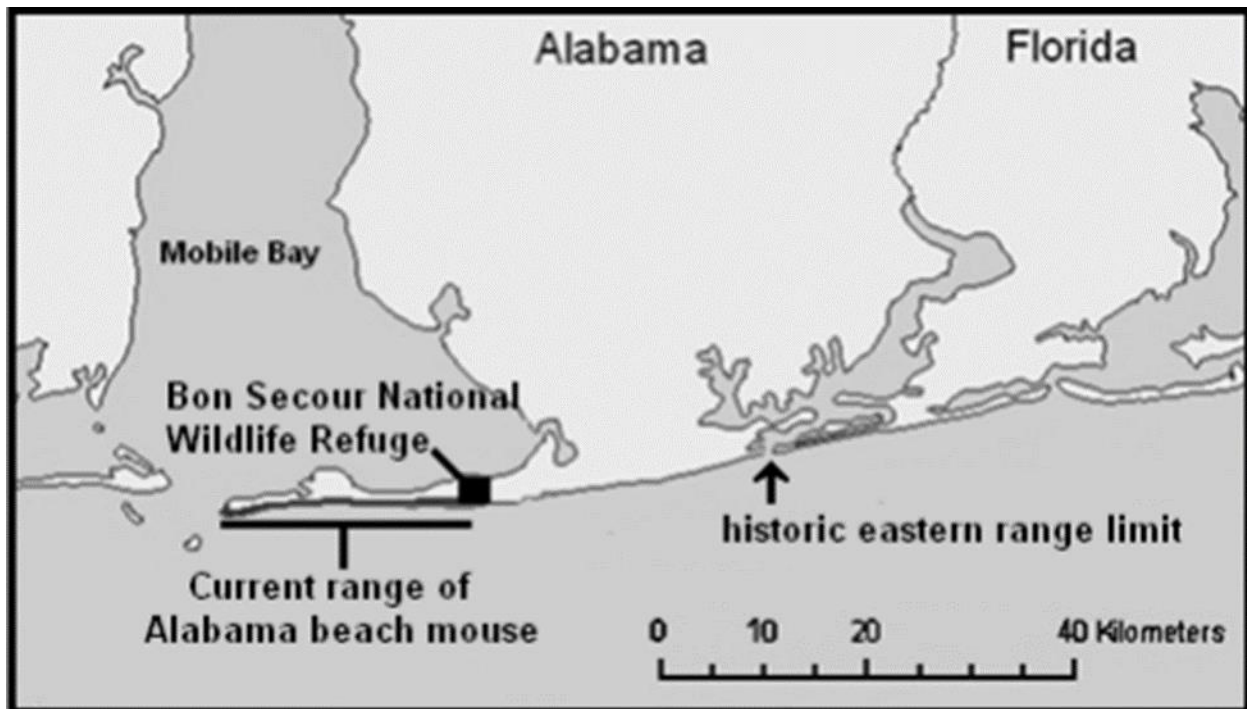 Alabama
Florida
Mobile Bay
Bon Secour National
Wildlife Refuge
historic eastern range limit
Current range of
Alabama beach mouse
0 10 20 40 Kilometers